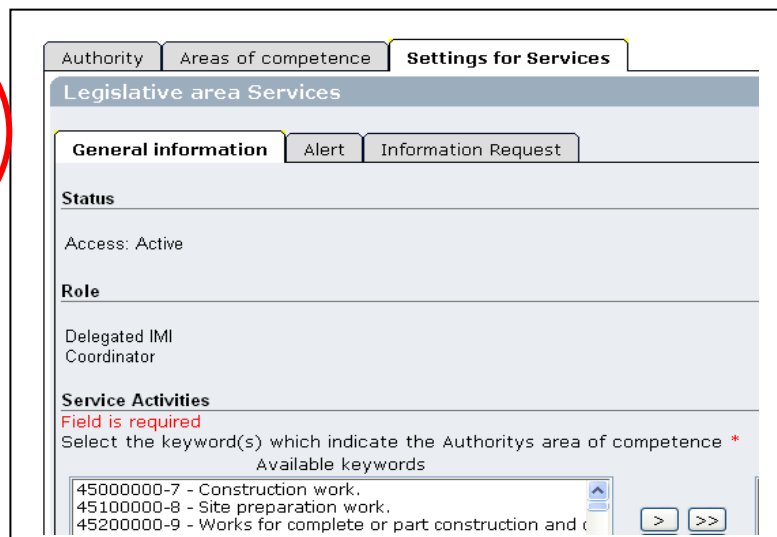 Authority Areas of competence Settings for Services
Legislative area Services
General information Alert Information Request
Status
Access: Active
Role
Delegated IMI
Coordinator
Service Activities
Field is required
Select the keyword(s) which indicate the Authoritys area of competence *
Available keywords
45000000-7 - Construction work.
45100000-8 - Site preparation work.
45200000-9 - Works for complete or part construction and
> >>